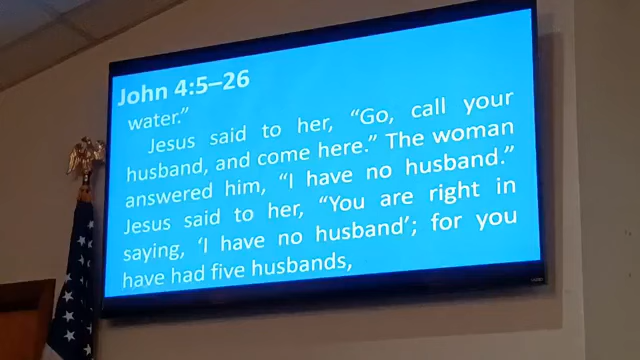 John 4:5–26
water.”
Jesus said to her, “Go, call your
husband, and come here.” The woman
answered him, “I have no husband.”
Jesus said to her, “You are right in
saying, ‘I have no husband’; for you
have had five husbands,